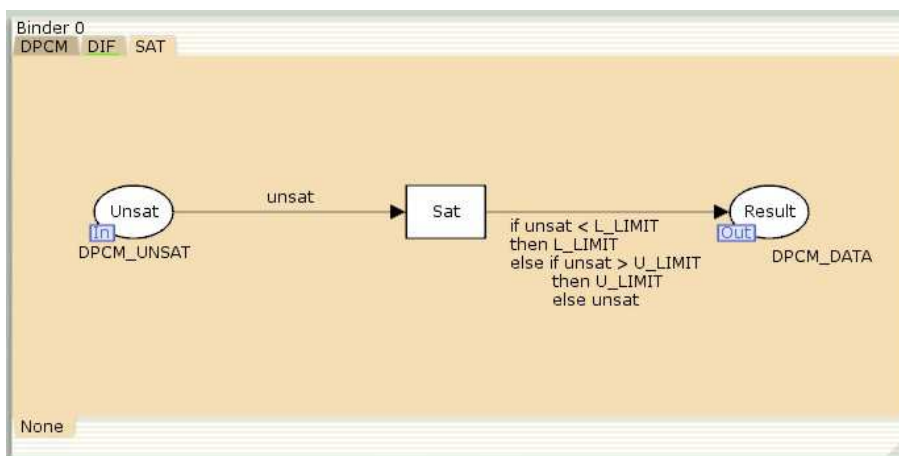 Binder 0
DPCM DIF SAT
unsat
Unsat
Sat
Result
In
Out
DPCM_UNSAT
if unsat < L_LIMIT
then L_LIMIT
else if unsat > U_LIMIT
then U_LIMIT
else unsat
DPCM_DATA
None